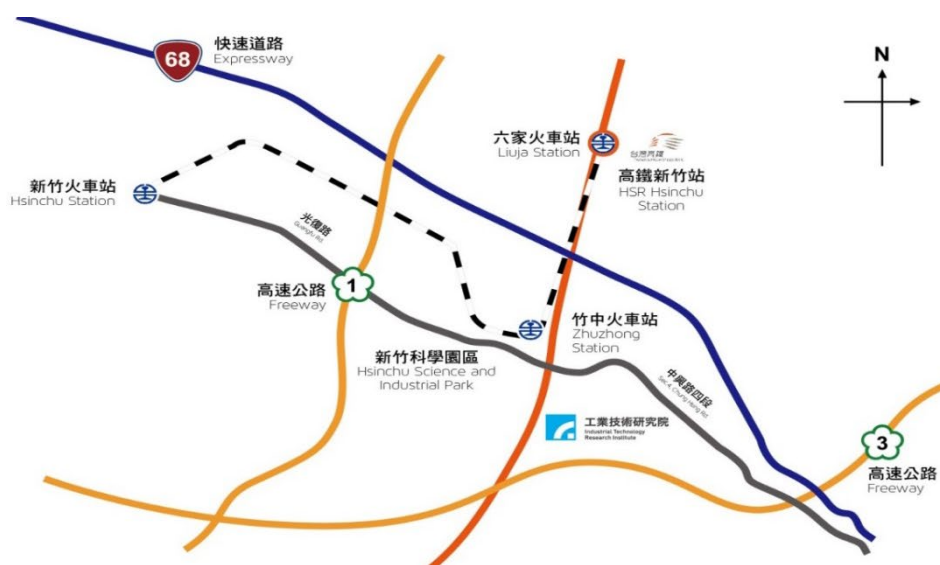 快速道路
Expressway
68
N
六家火車站
Liujia Station
台灣高鐵
高鐵新竹站
HSR Hsinchu
Station
新竹火車站
Hsinchu Station
光復路
Guangfu Rd
1
高速公路
Freeway
竹中火車站
Zhuzhong
Station
新竹科學園區
Hsinchu Science and
Industrial Park
中興路四段
Sec.4, Chung Hsing Rd
工業技術研究院
Industrial Technology
Research Institute
3
高速公路
Freeway